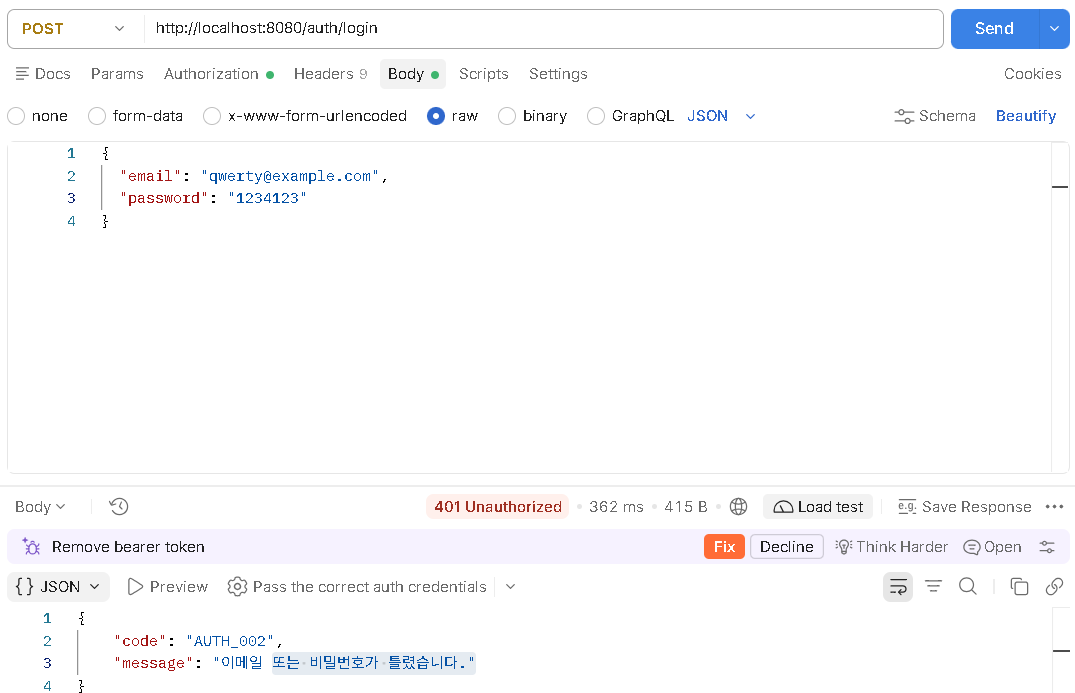 POST http://localhost:8080/auth/login Send
Docs Params Authorization Headers 9 Body Scripts Settings Cookies
none form-data x-www-form-urlencoded raw binary GraphQL JSON Schema Beautify
1 {
2 "email": "qwerty@example.com",
3 "password": "1234123"
4 }
Body 401 Unauthorized • 362 ms • 415 B • Load test e.g. Save Response
Remove bearer token Fix Decline Think Harder Open
{} JSON Preview Pass the correct auth credentials
1 {
2 "code": "AUTH_002",
3 "message": "이메일 또는 비밀번호가 틀렸습니다."
4 }